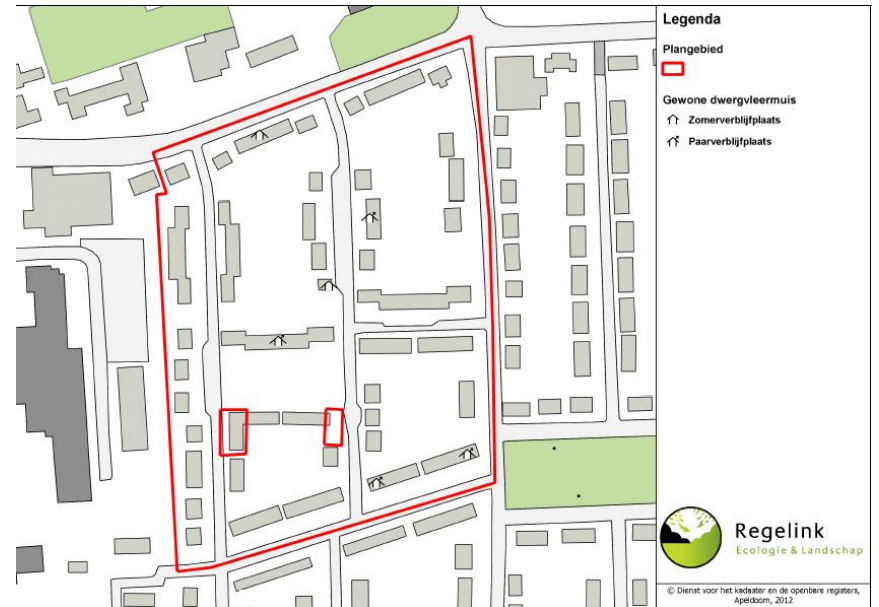 Legenda
Plangebied
Gewone dwergvleermuis
Zomerverblijfplaats
Paarverblijfplaats
Regelink
Ecologie & Landschap
© Dienst voor het kadaster en de openbare registers,
Apeldoorn, 2012